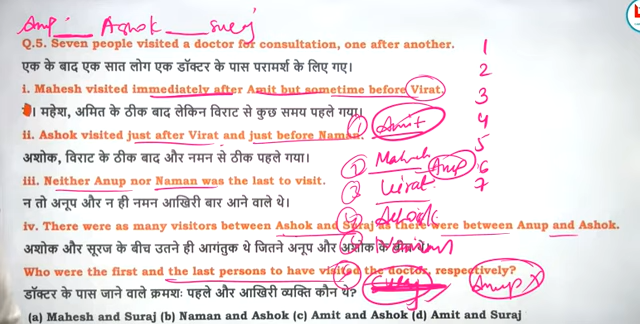 Anup __ Ashok __ Suraj
Q.5. Seven people visited a doctor for consultation, one after another.
एक के बाद एक सात लोग एक डॉक्टर के पास परामर्श के लिए गए।
i. Mahesh visited immediately after Amit but sometime before Virat.
। महेश, अमित के ठीक बाद लेकिन विराट से कुछ समय पहले गया।
ii. Ashok visited just after Virat and just before Naman.
अशोक, विराट के ठीक बाद और नमन से ठीक पहले गया।
iii. Neither Anup nor Naman was the last to visit.
न तो अनूप और न ही नमन आखिरी बार आने वाले थे।
iv. There were as many visitors between Ashok and Suraj as there were between Anup and Ashok.
अशोक और सूरज के बीच उतने ही आगंतुक थे जितने अनूप और अशोक के बीच थे।
Who were the first and the last persons to have visited the doctor, respectively?
डॉक्टर के पास जाने वाले क्रमशः पहले और आखिरी व्यक्ति कौन थे?
(a) Mahesh and Suraj (b) Naman and Ashok (c) Amit and Ashok (d) Amit and Suraj
1
2
3
4
5
6
7
Amit
Mahesh
Anup
Virat
Ashok
Naman
Anup X